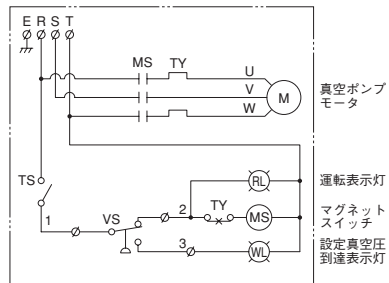 E R S T
MS TY
U
V
W
M
真空ポンプ
モータ
TS
1
VS
2
TY
3
RL
MS
WL
運転表示灯
マグネット
スイッチ
設定真空圧
到達表示灯